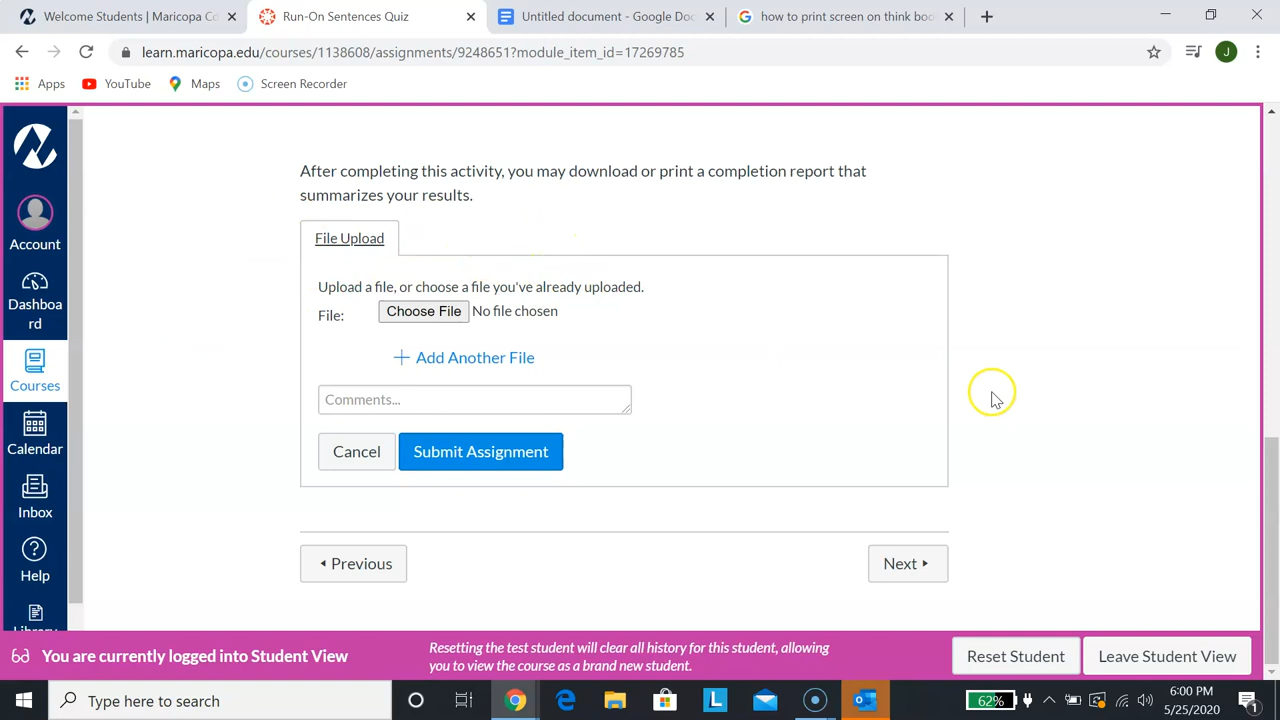 Welcome Students | Maricopa Co
Run-On Sentences Quiz
Untitled document - Google Doc
how to print screen on think boo
learn.maricopa.edu/courses/1138608/assignments/9248651?module_item_id=17269785
J
Apps
YouTube
Maps
Screen Recorder
After completing this activity, you may download or print a completion report that
summarizes your results.
File Upload
Upload a file, or choose a file you've already uploaded.
File:
Choose File No file chosen
Add Another File
Comments...
Cancel
Submit Assignment
Previous
Next
Account
Dashboa
rd
Courses
Calendar
Inbox
Help
Library
You are currently logged into Student View
Resetting the test student will clear all history for this student, allowing
you to view the course as a brand new student.
Reset Student
Leave Student View
Type here to search
L
62%
6:00 PM
5/25/2020
1